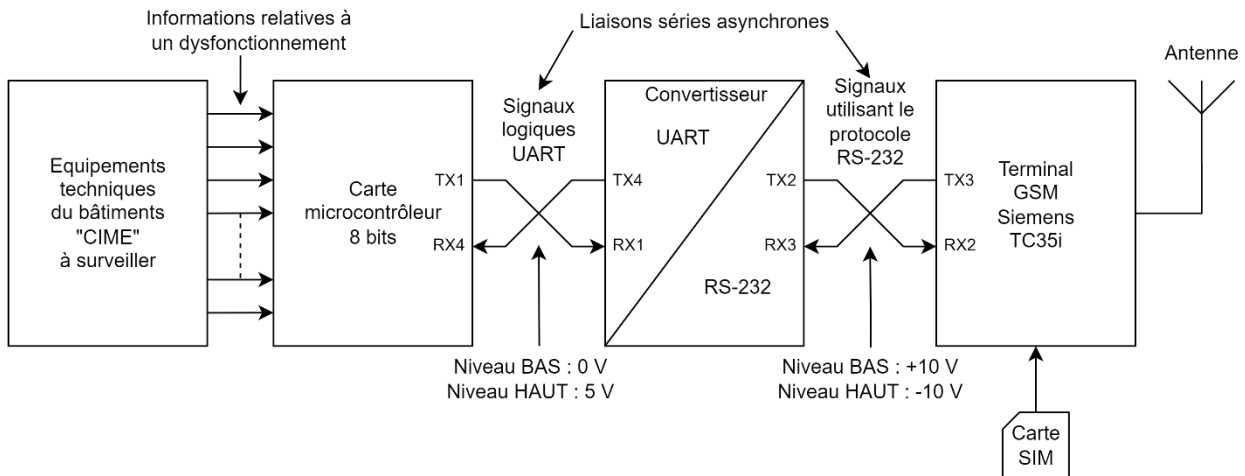 Informations relatives à
un dysfonctionnement
Liaisons séries asynchrones
Antenne
Equipements
techniques
du bâtiments
"CIME"
à surveiller
Carte
microcontrôleur
8 bits
TX1
RX4
Signaux
logiques
UART
Convertisseur
UART
TX4
RX1
TX2
RX3
RS-232
Signaux
utilisant le
protocole
RS-232
TX3
RX2
Terminal
GSM
Siemens
TC35i
Niveau BAS : 0 V
Niveau HAUT : 5 V
Niveau BAS : +10 V
Niveau HAUT : -10 V
Carte
SIM